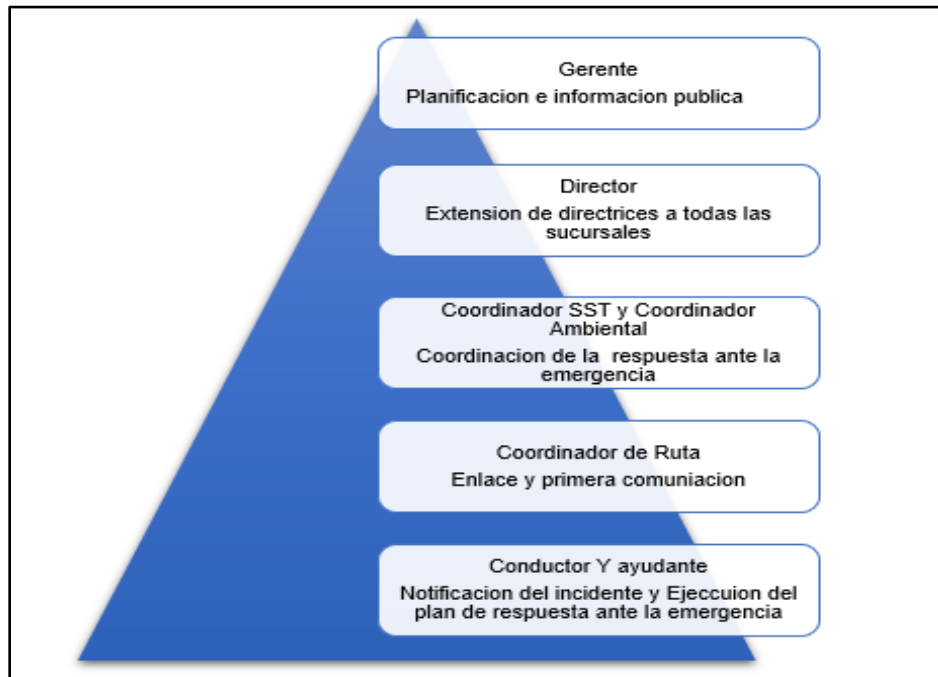 Gerente
Planificacion e informacion publica
Director
Extension de directrices a todas las
sucursales
Coordinador SST y Coordinador
Ambiental
Coordinacion de la respuesta ante la
emergencia
Coordinador de Ruta
Enlace y primera comuniacion
Conductor Y ayudante
Notificacion del incidente y Ejeccuion del
plan de respuesta ante la emergencia